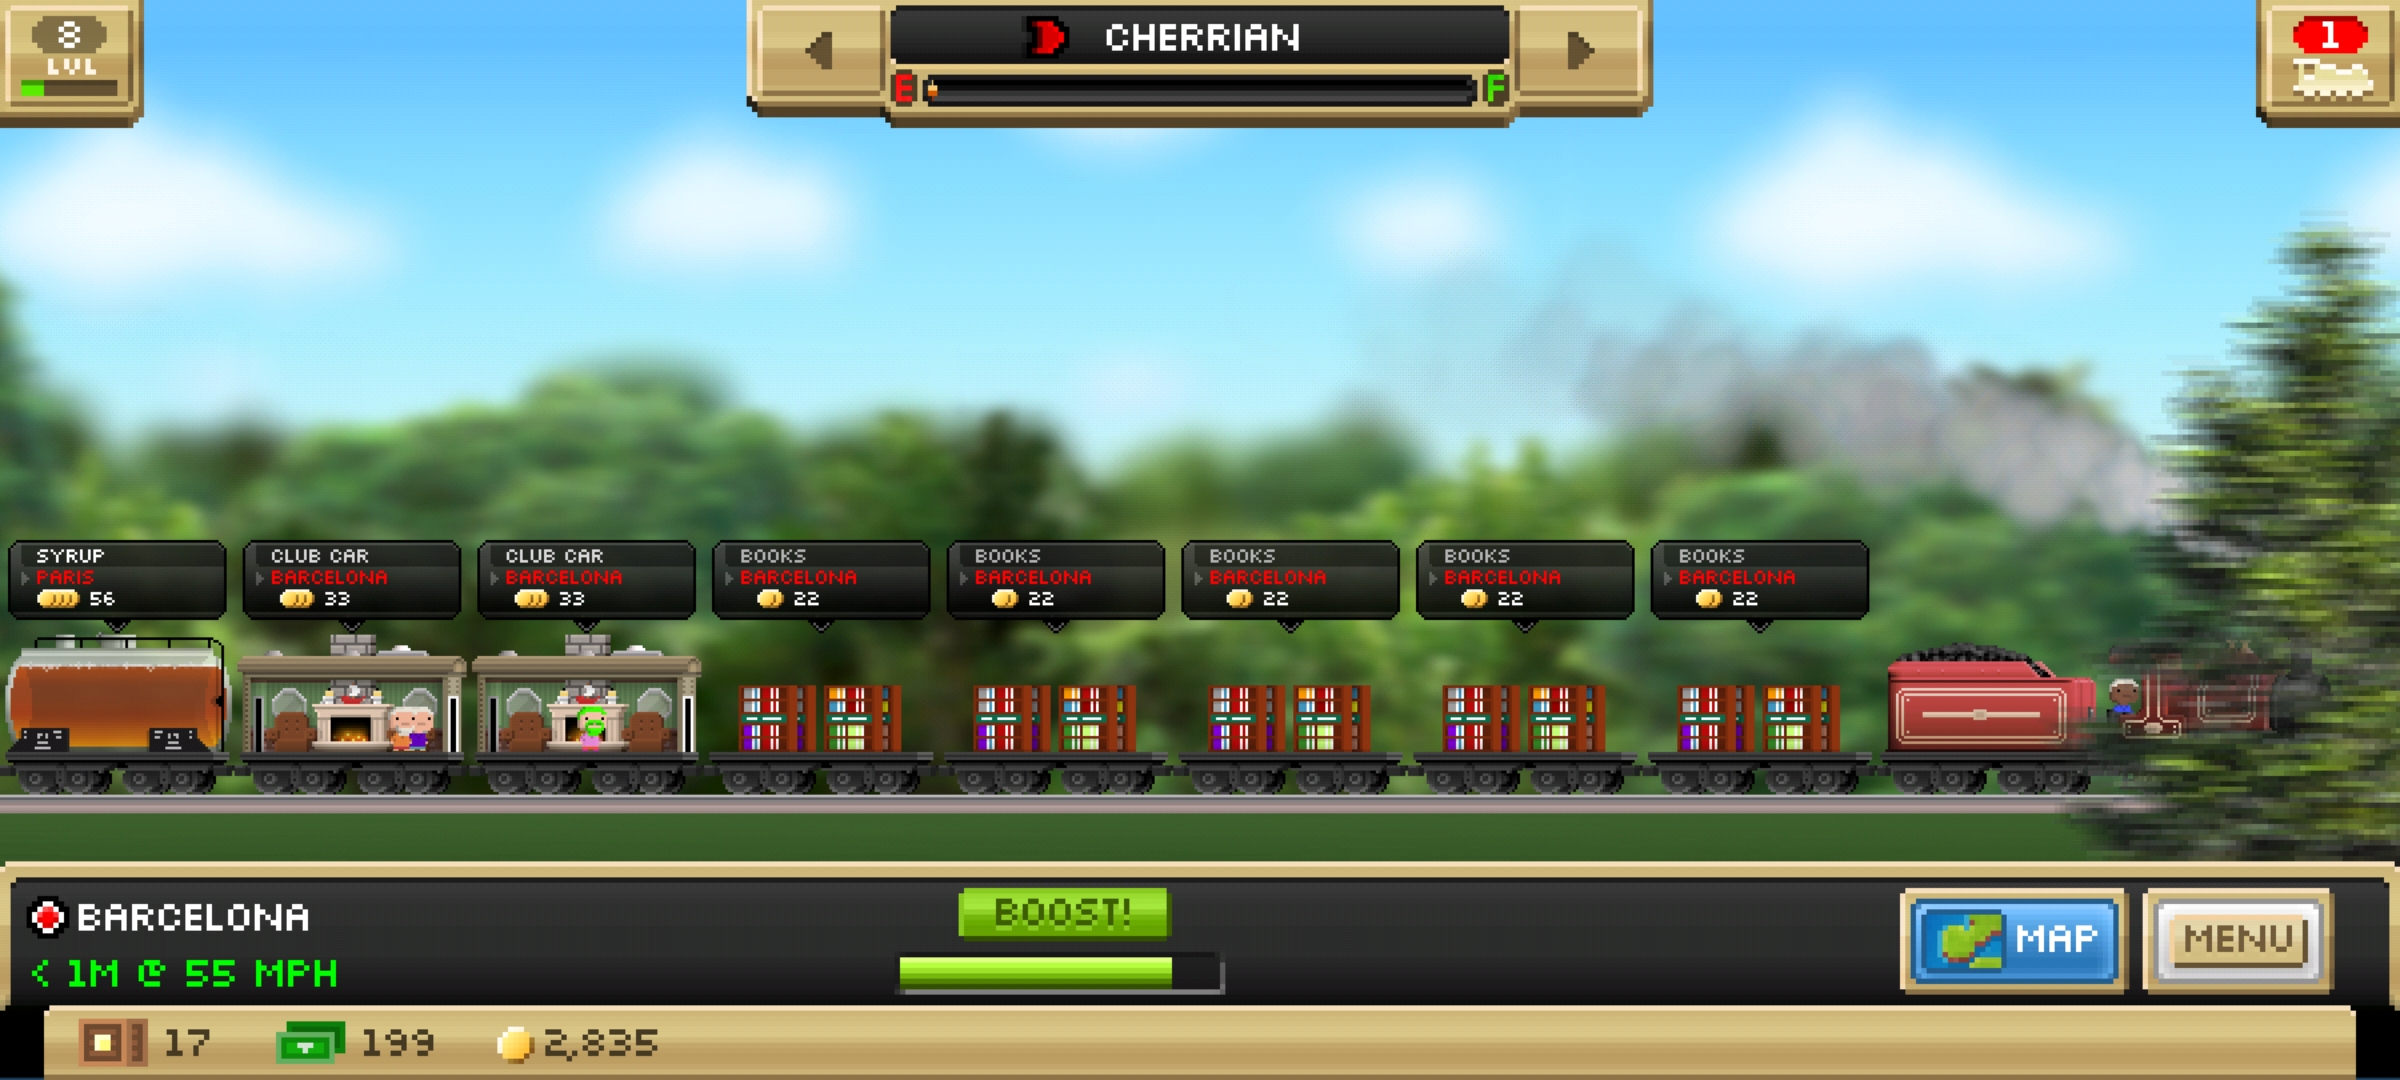 8
LVL
CHERRIAN
E F
1
SYRUP
PARIS
56
CLUB CAR
BARCELONA
33
CLUB CAR
BARCELONA
33
BOOKS
BARCELONA
22
BOOKS
BARCELONA
22
BOOKS
BARCELONA
22
BOOKS
BARCELONA
22
BOOKS
BARCELONA
22
BARCELONA
< 1M @ 55 MPH
BOOST!
MAP
MENU
17
199
2,835